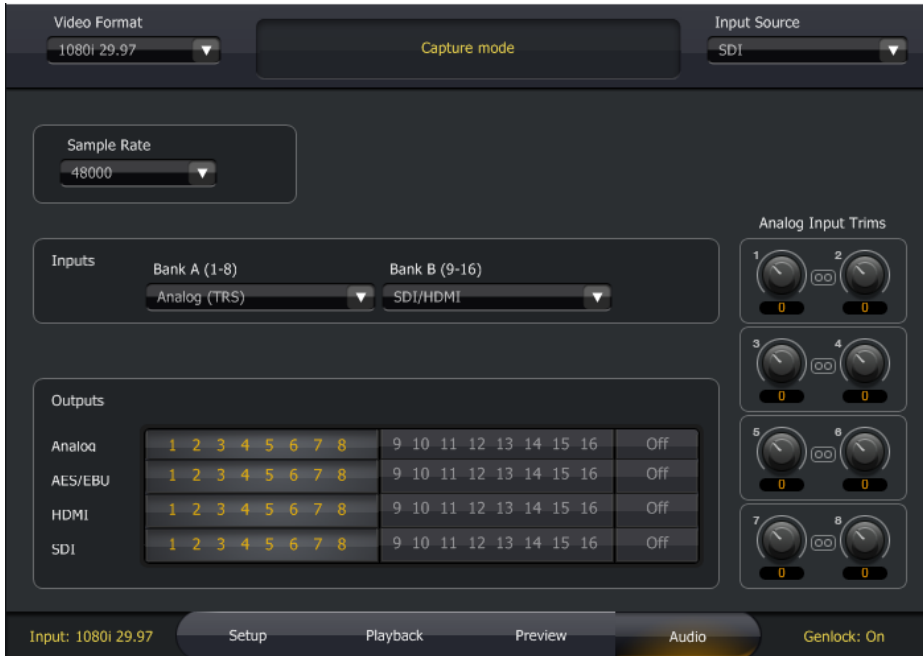 Video Format
1080i 29.97
Capture mode
Input Source
SDI
Sample Rate
48000
Analog Input Trims
Inputs
Bank A (1-8)
Analog (TRS)
Bank B (9-16)
SDI/HDMI
1 2
0 0
3 4
0 0
5 6
0 0
7 8
0 0
Outputs
Analog 1 2 3 4 5 6 7 8 9 10 11 12 13 14 15 16 Off
AES/EBU 1 2 3 4 5 6 7 8 9 10 11 12 13 14 15 16 Off
HDMI 1 2 3 4 5 6 7 8 9 10 11 12 13 14 15 16 Off
SDI 1 2 3 4 5 6 7 8 9 10 11 12 13 14 15 16 Off
Input: 1080i 29.97
Setup
Playback
Preview
Audio
Genlock: On